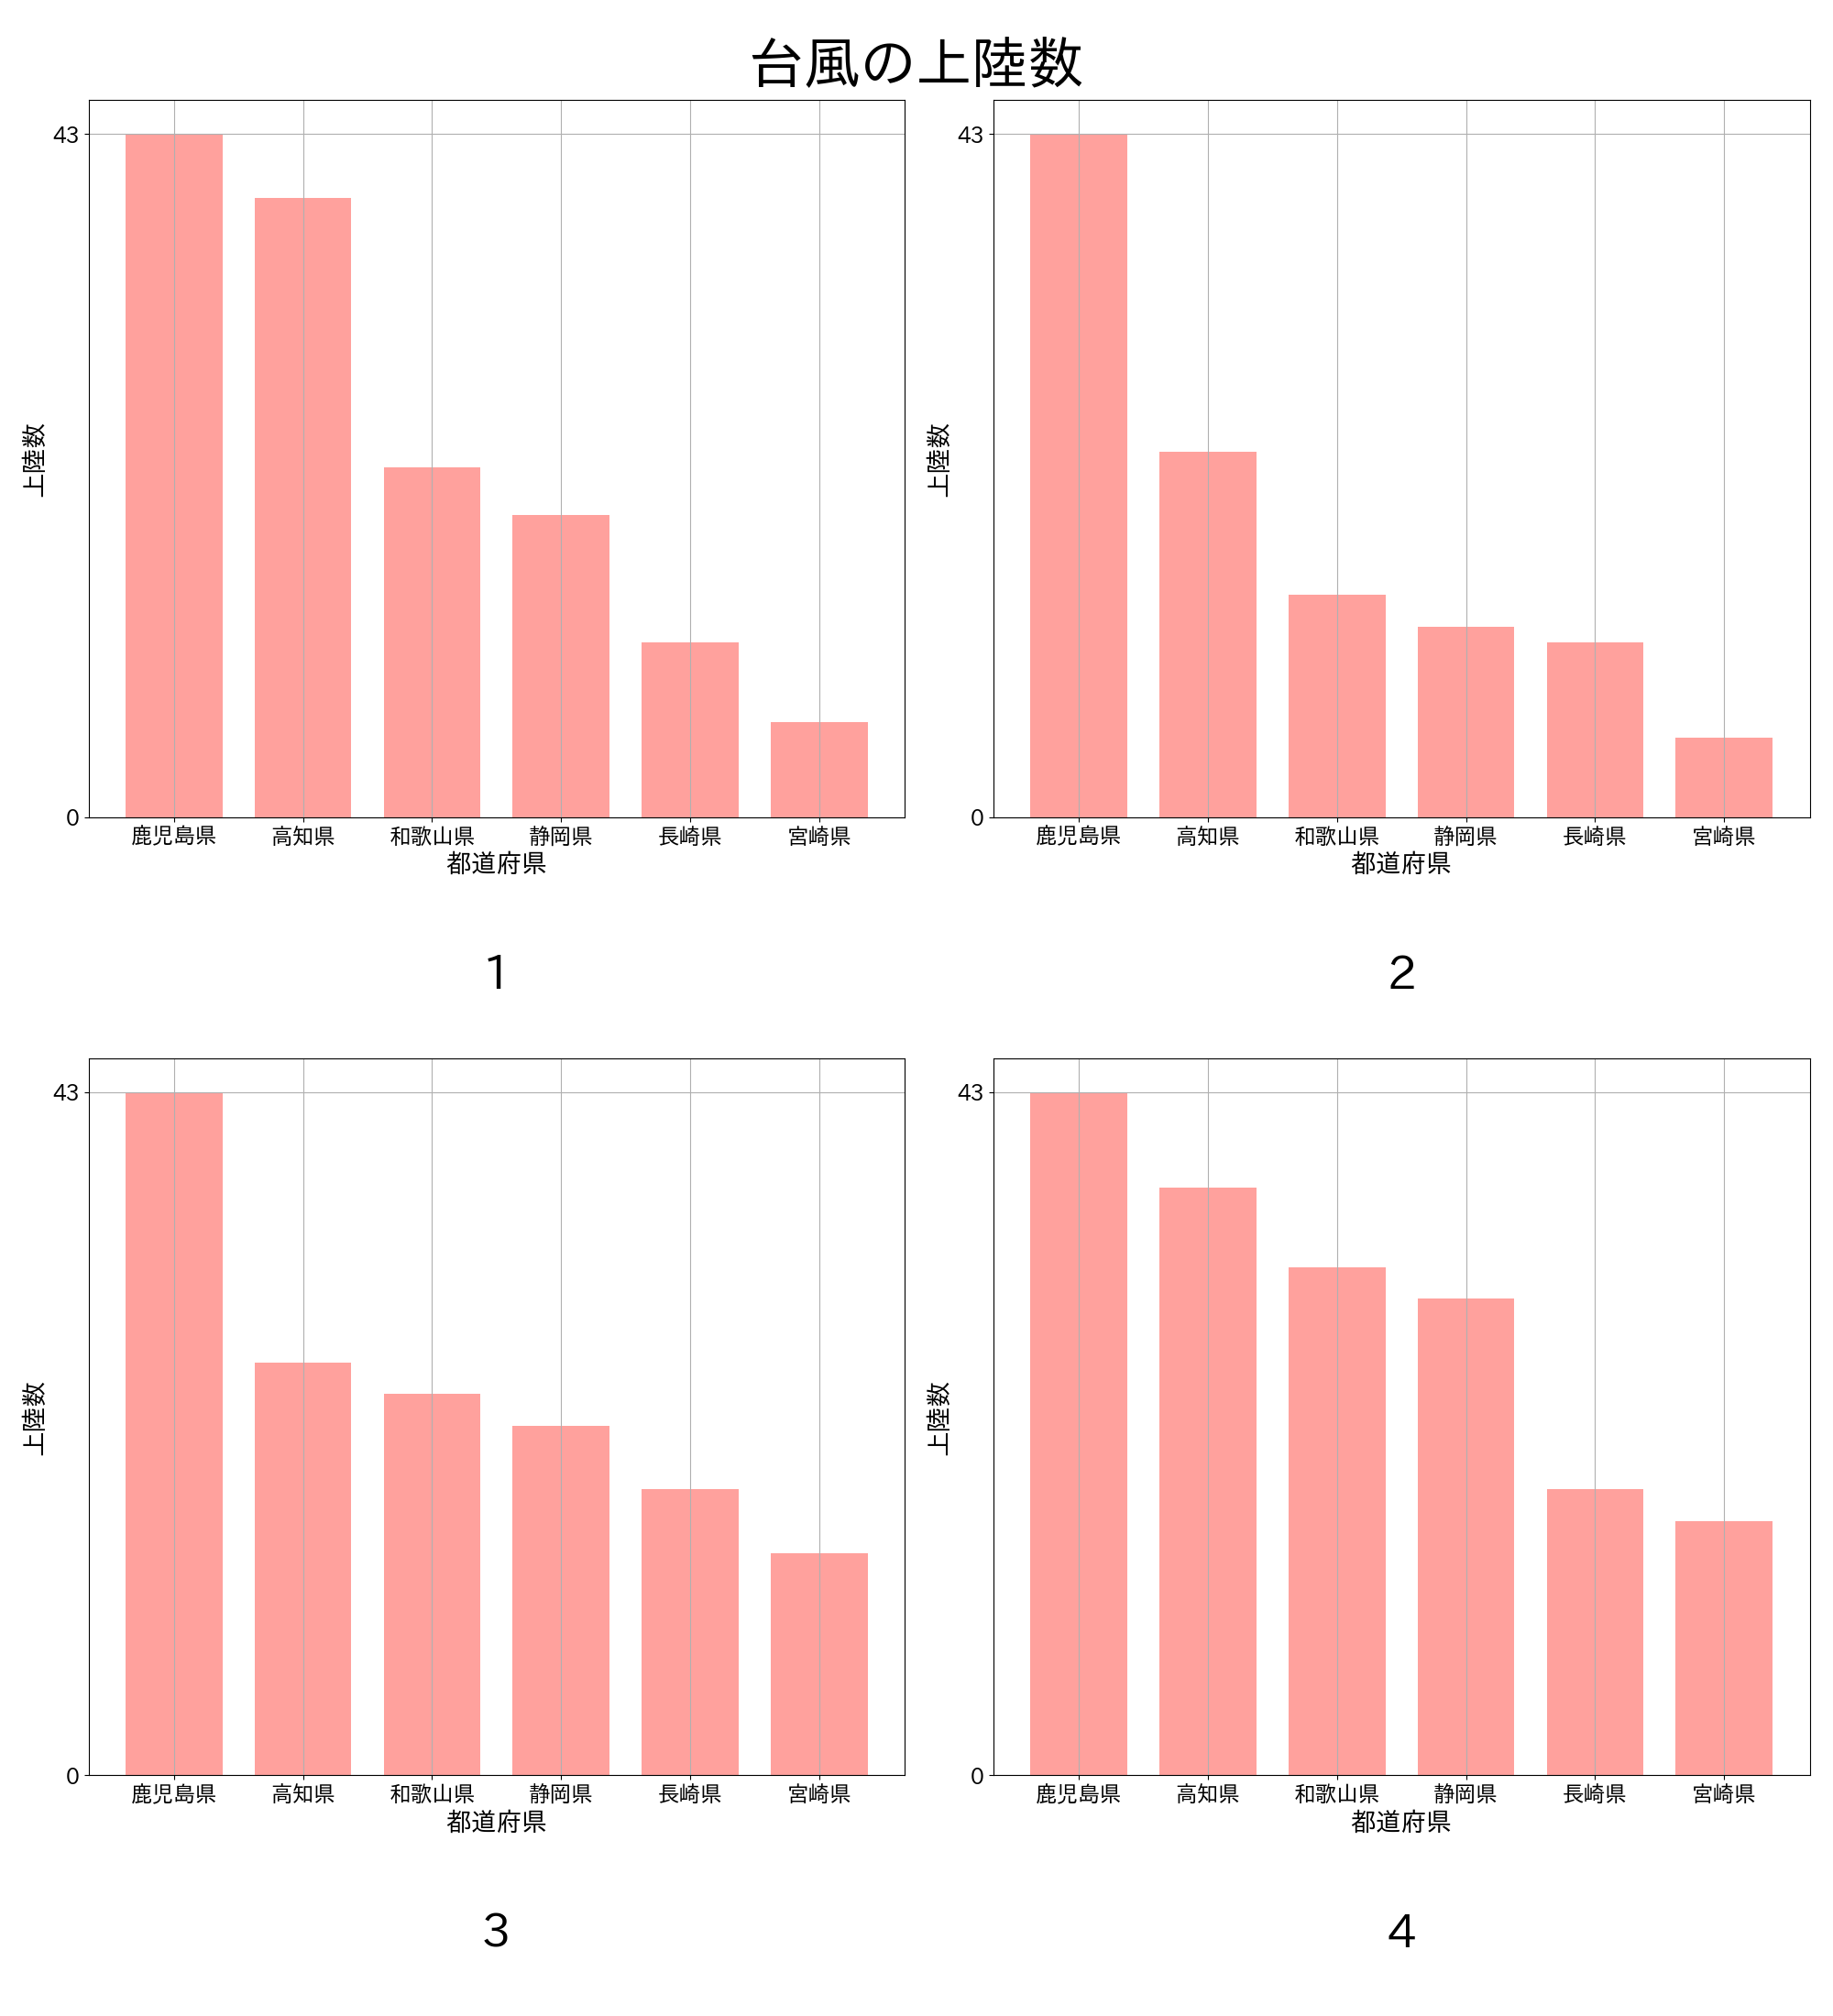 台風の上陸数
43
0
上陸数
鹿児島県 高知県 和歌山県 静岡県 長崎県 宮崎県
都道府県
1
43
0
上陸数
鹿児島県 高知県 和歌山県 静岡県 長崎県 宮崎県
都道府県
2
43
0
上陸数
鹿児島県 高知県 和歌山県 静岡県 長崎県 宮崎県
都道府県
3
43
0
上陸数
鹿児島県 高知県 和歌山県 静岡県 長崎県 宮崎県
都道府県
4